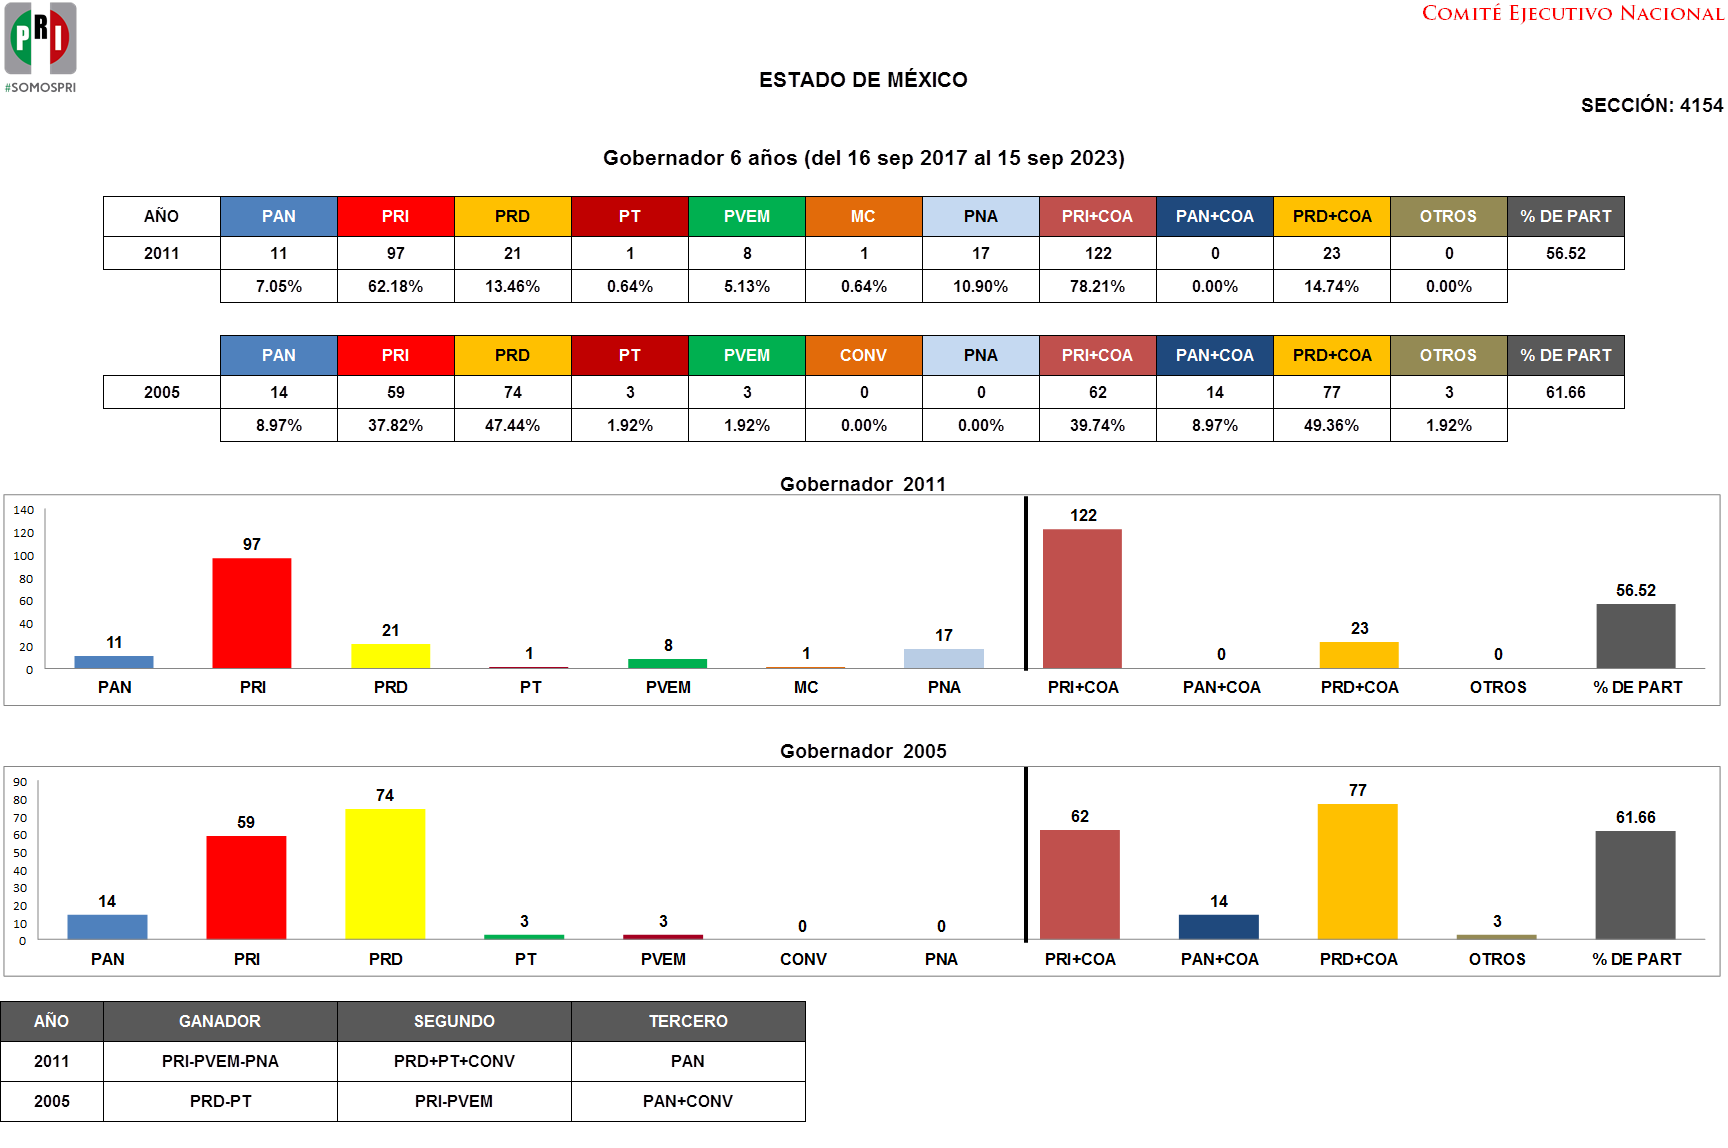 PRI
#SOMOSPRI
COMITÉ EJECUTIVO NACIONAL
ESTADO DE MÉXICO
SECCIÓN: 4154
Gobernador 6 años (del 16 sep 2017 al 15 sep 2023)
AÑO PAN PRI PRD PT PVEM MC PNA PRI+COA PAN+COA PRD+COA OTROS % DE PART
2011 11 97 21 1 8 1 17 122 0 23 0 56.52
7.05% 62.18% 13.46% 0.64% 5.13% 0.64% 10.90% 78.21% 0.00% 14.74% 0.00%
PAN PRI PRD PT PVEM CONV PNA PRI+COA PAN+COA PRD+COA OTROS % DE PART
2005 14 59 74 3 3 0 0 62 14 77 3 61.66
8.97% 37.82% 47.44% 1.92% 1.92% 0.00% 0.00% 39.74% 8.97% 49.36% 1.92%
Gobernador 2011
140
120
100
80
60
40
20
0
11 97 21 1 8 1 17 122 0 23 0 56.52
PAN PRI PRD PT PVEM MC PNA PRI+COA PAN+COA PRD+COA OTROS % DE PART
Gobernador 2005
90
80
70
60
50
40
30
20
10
0
14 59 74 3 3 0 0 62 14 77 3 61.66
PAN PRI PRD PT PVEM CONV PNA PRI+COA PAN+COA PRD+COA OTROS % DE PART
AÑO GANADOR SEGUNDO TERCERO
2011 PRI-PVEM-PNA PRD+PT+CONV PAN
2005 PRD-PT PRI-PVEM PAN+CONV